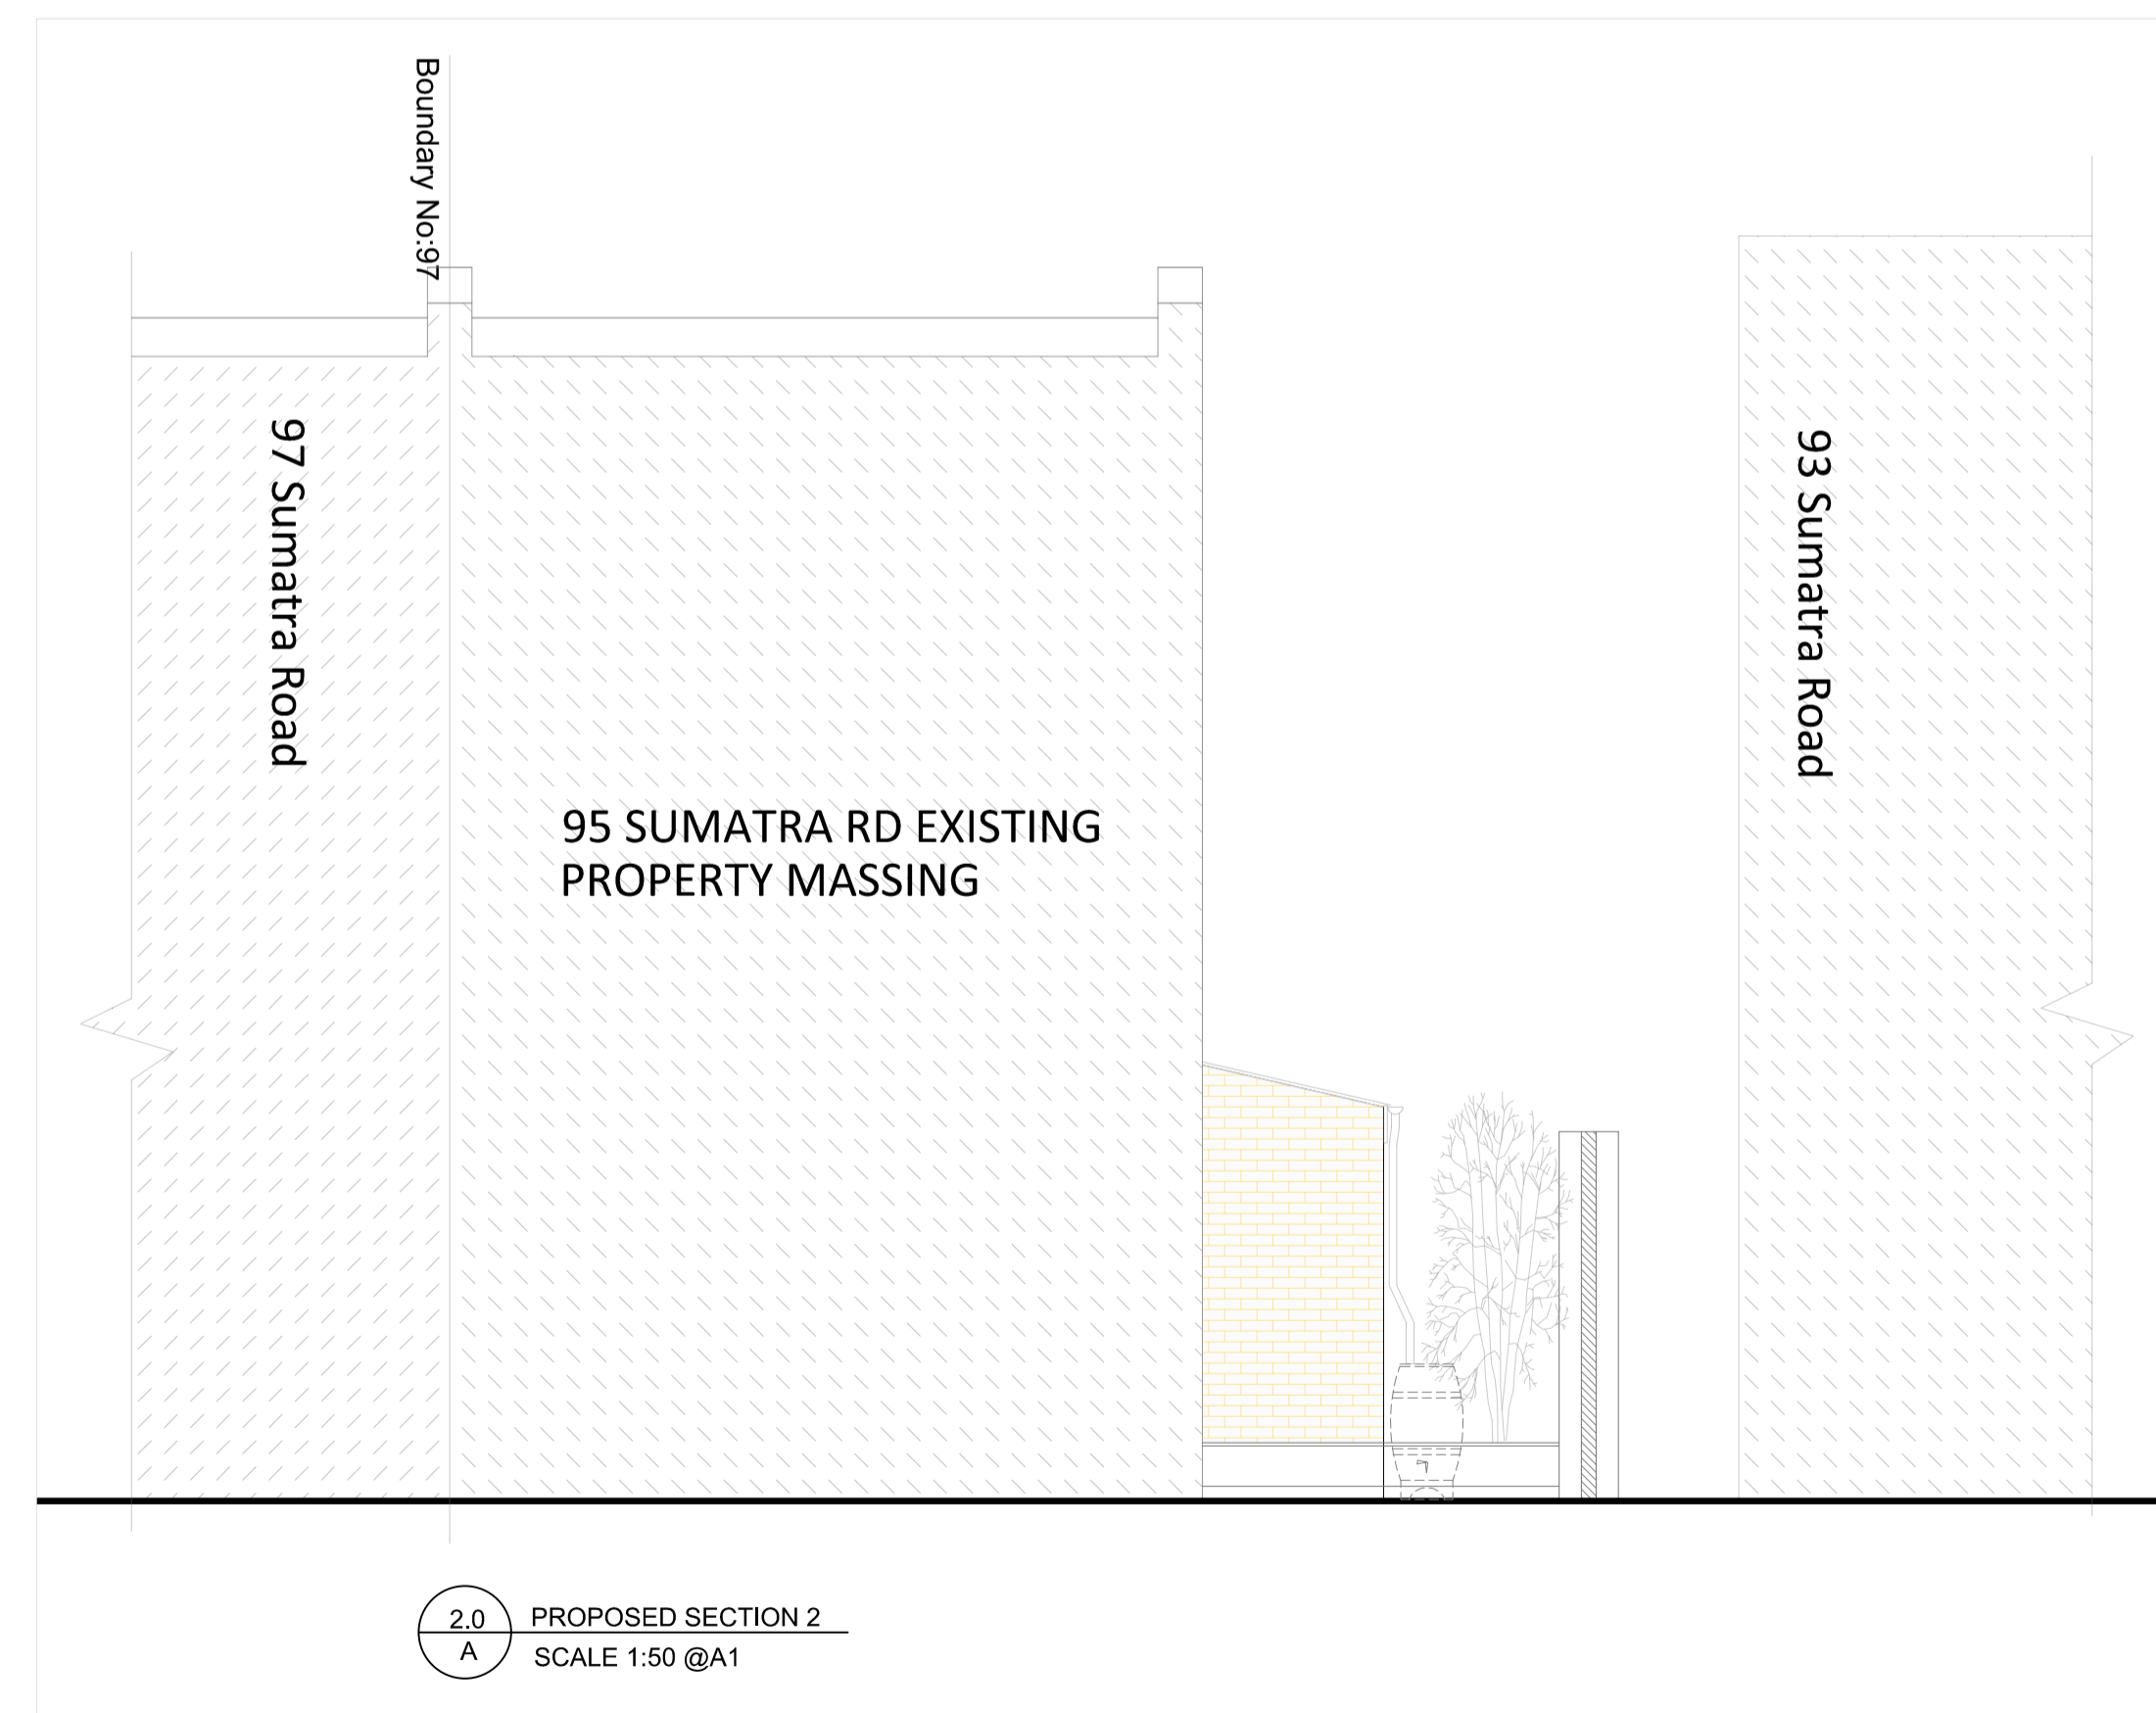 Boundary No:97
97 Sumatra Road
93 Sumatra Road
95 SUMATRA RD EXISTING
PROPERTY MASSING
2.0
A
PROPOSED SECTION 2
SCALE 1:50 @A1